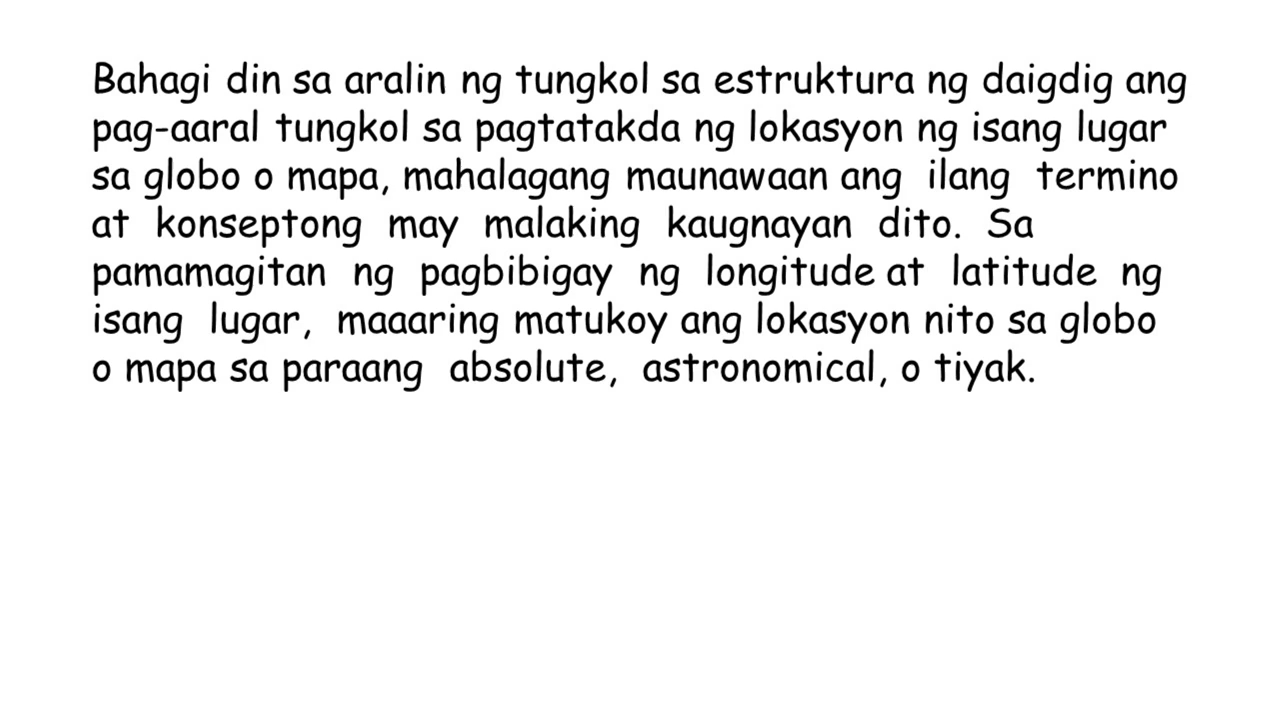 Bahagi din sa aralin ng tungkol sa estruktura ng daigdig ang
pag-aaral tungkol sa pagtatakda ng lokasyon ng isang lugar
sa globo o mapa, mahalagang maunawaan ang ilang termino
at konseptong may malaking kaugnayan dito. Sa
pamamagitan ng pagbibigay ng longitude at latitude ng
isang lugar, maaaring matukoy ang lokasyon nito sa globo
o mapa sa paraang absolute, astronomical, o tiyak.